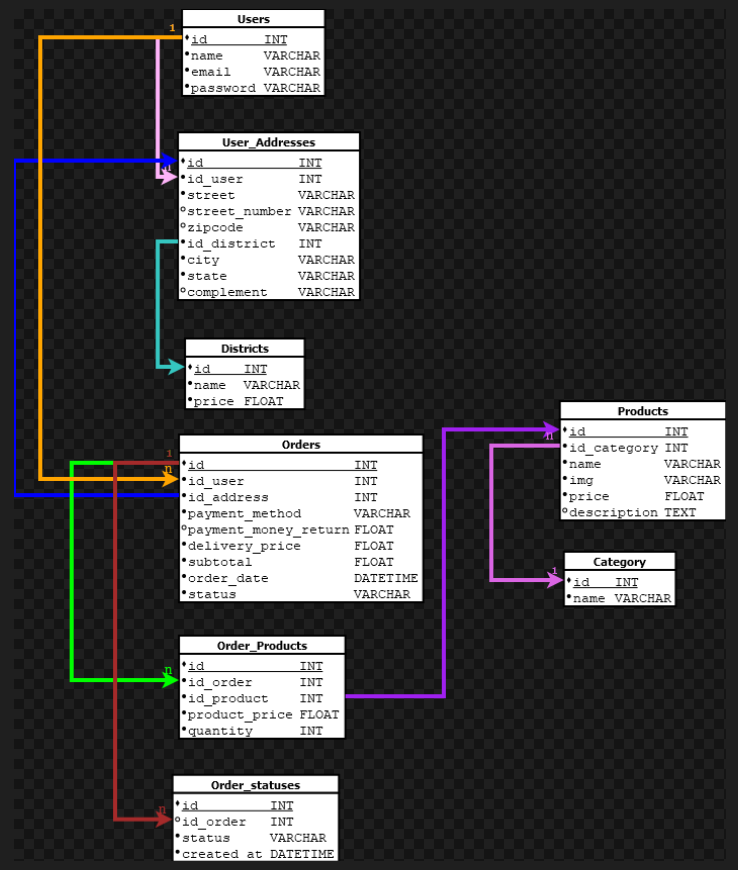 Users
1
id INT
name VARCHAR
email VARCHAR
password VARCHAR
User_Addresses
id INT
n
id_user INT
street VARCHAR
street_number VARCHAR
zipcode VARCHAR
id_district INT
city VARCHAR
state VARCHAR
complement VARCHAR
Districts
id INT
name VARCHAR
price FLOAT
Orders
1
id INT
n
id_user INT
id_address INT
payment_method VARCHAR
payment_money_return FLOAT
delivery_price FLOAT
subtotal FLOAT
order_date DATETIME
status VARCHAR
Products
id INT
n
id_category INT
name VARCHAR
img VARCHAR
price FLOAT
description TEXT
Category
1
id INT
name VARCHAR
Order_Products
id INT
n
id_order INT
id_product INT
product_price FLOAT
quantity INT
Order_statuses
id INT
n
id_order INT
status VARCHAR
created at DATETIME